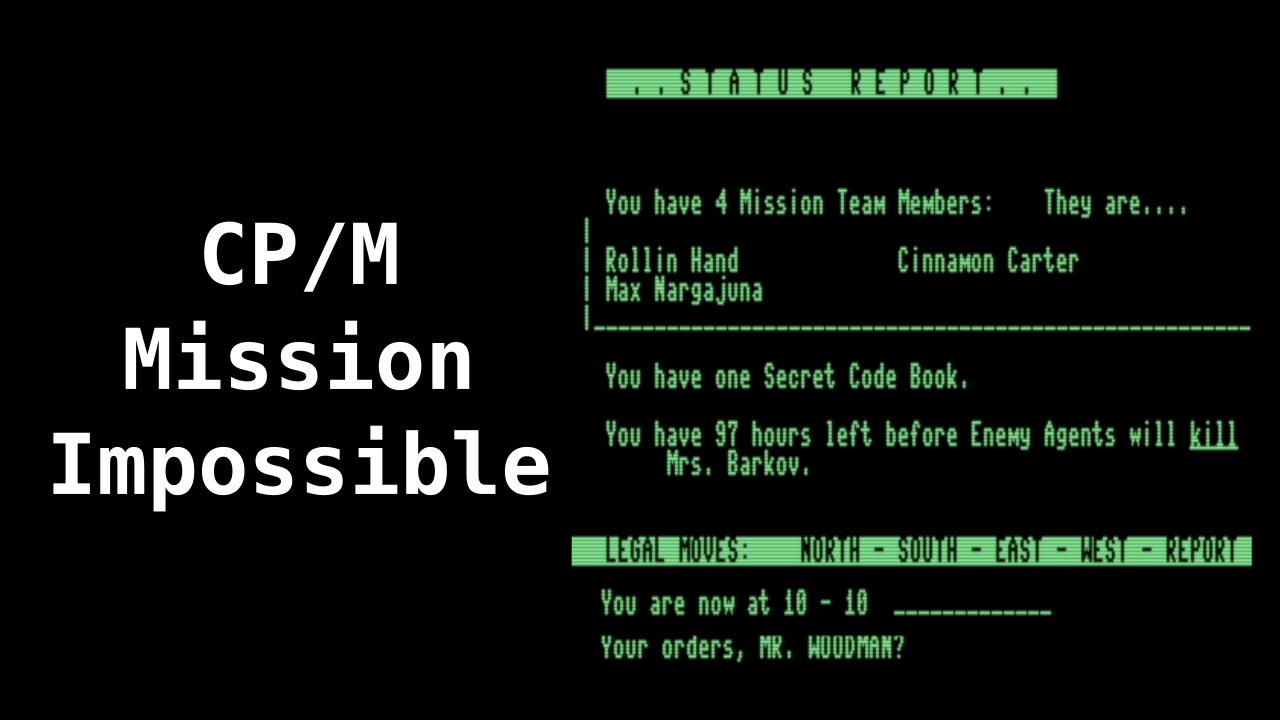 CP/M
Mission
Impossible
..STATUS REPORT..
You have 4 Mission Team Members: They are....
Rollin Hand Cinnamon Carter
Max Nargajuna
You have one Secret Code Book.
You have 97 hours left before Enemy Agents will kill
Mrs. Barkov.
LEGAL MOVES: NORTH - SOUTH - EAST - WEST - REPORT
You are now at 10 - 10 _____________
Your orders, MR. WOODMAN?